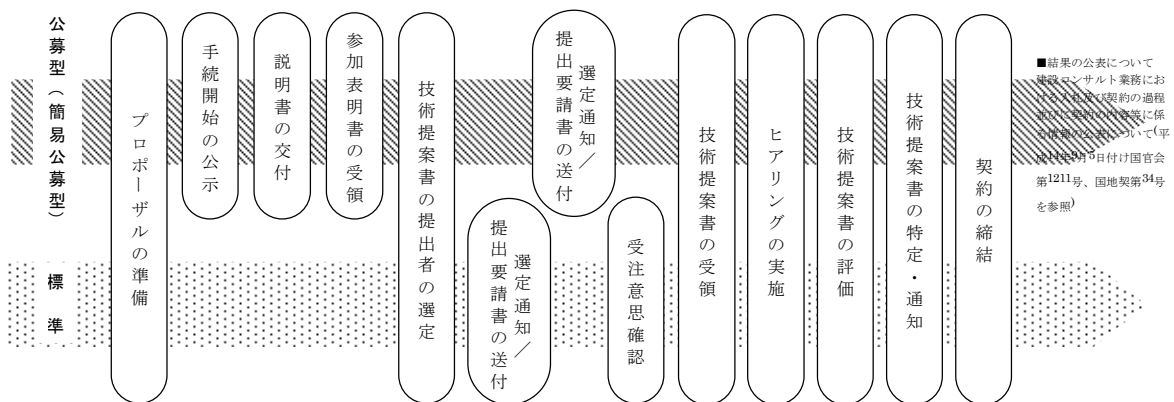 公募型（簡易公募型）
標準
プロポーザルの準備
手続開始の公示
説明書の交付
参加表明書の受領
技術提案書の提出者の選定
選定通知／
提出要請書の送付
選定通知／
提出要請書の送付
受注意思確認
技術提案書の受領
ヒアリングの実施
技術提案書の評価
技術提案書の特定・通知
契約の締結
■結果の公表について
建設コンサルト業務にお
ける入札及び契約の過程
並びに契約の内容等に係
る情報の公表について(平
成14年9月5日付け国官会
第1211号、国地契第34号
を参照)